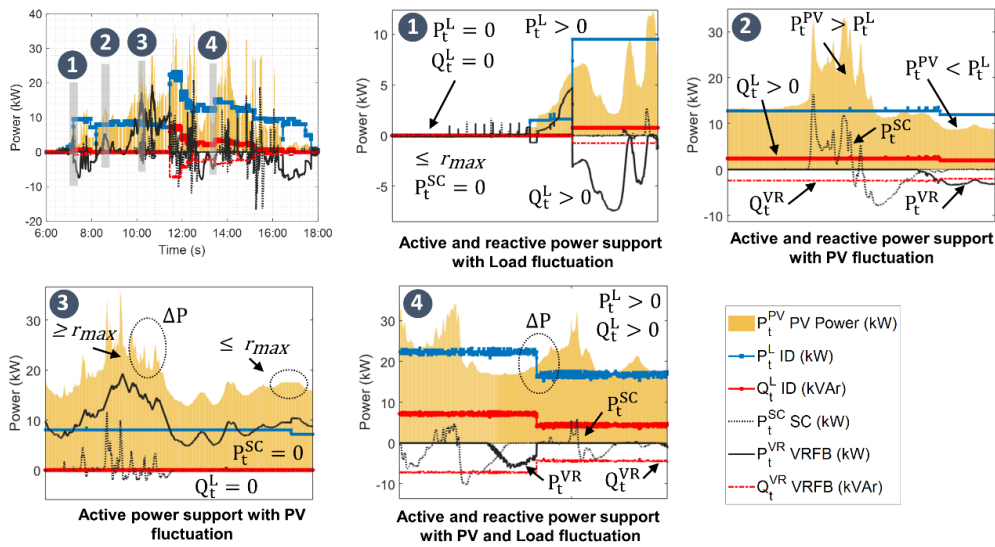 40
30
20
10
0
-10
-20
Power (kW)
1
2
3
4
6:00 8:00 10:00 12:00 14:00 16:00 18:00
Time (s)
1
10
5
0
-5
Power (kW)
P_t^L = 0
Q_t^L = 0
P_t^L > 0
≤ r_max
P_t^SC = 0
Q_t^L > 0
Active and reactive power support
with Load fluctuation
2
30
20
10
0
-10
Power (kW)
P_t^PV > P_t^L
P_t^PV < P_t^L
Q_t^L > 0
P_t^SC
Q_t^VR
P_t^VR
Active and reactive power support
with PV fluctuation
3
30
20
10
0
Power (kW)
≥ r_max
ΔP
≤ r_max
P_t^SC = 0
Q_t^L = 0
Active power support with PV
fluctuation
4
30
20
10
0
-10
Power (kW)
ΔP
P_t^L > 0
Q_t^L > 0
P_t^SC
P_t^VR
Q_t^VR
Active and reactive power support
with PV and Load fluctuation
P_t^PV PV Power (kW)
P_t^L ID (kW)
Q_t^L ID (kVAr)
P_t^SC SC (kW)
P_t^VR VRFB (kW)
Q_t^VR VRFB (kVAr)